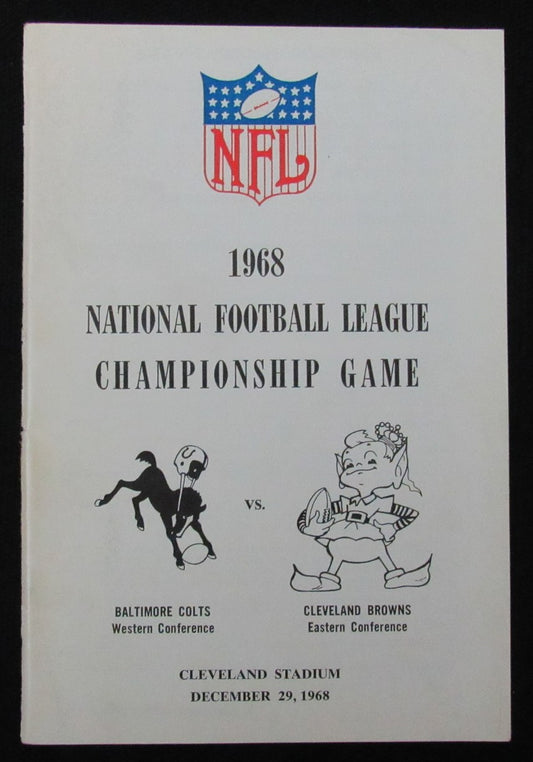 NFL
1968
NATIONAL FOOTBALL LEAGUE
CHAMPIONSHIP GAME
VS.
BALTIMORE COLTS
Western Conference
CLEVELAND BROWNS
Eastern Conference
CLEVELAND STADIUM
DECEMBER 29, 1968